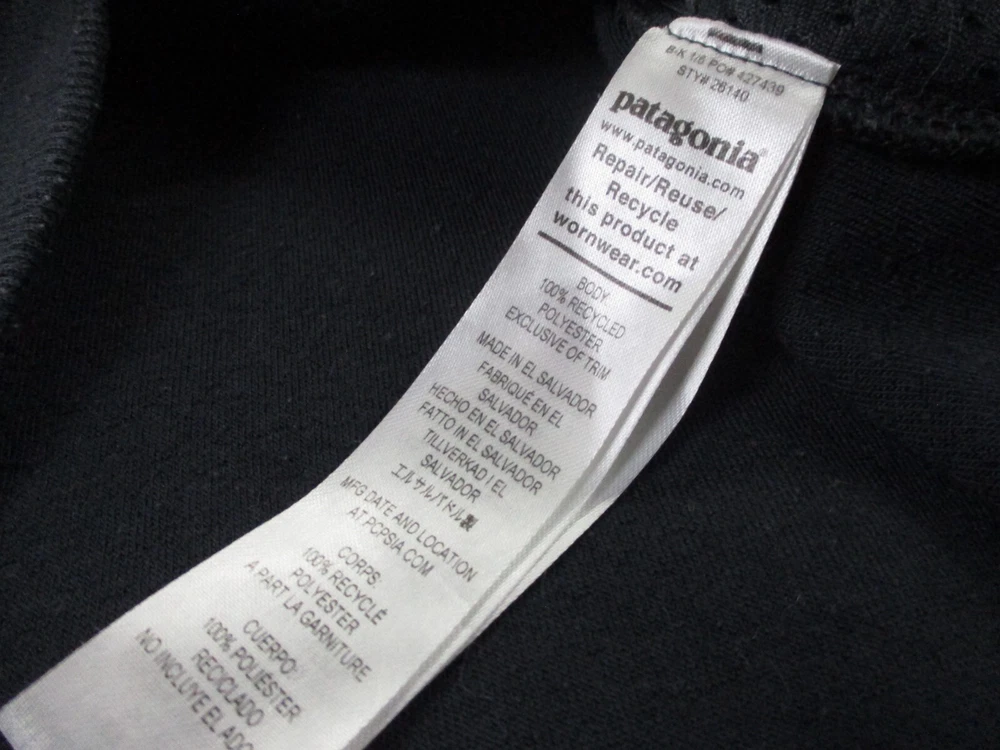 B-K 1/6 PO# 427439
STY# 26140
patagonia®
www.patagonia.com
Repair/Reuse/
Recycle
this product at
wornwear.com
BODY
100% RECYCLED
POLYESTER
EXCLUSIVE OF TRIM
MADE IN EL SALVADOR
FABRIQUÉ EN EL
SALVADOR
HECHO EN EL SALVADOR
FATTO IN EL SALVADOR
TILLVERKAD I EL
SALVADOR
エルサルバドル製
MFG DATE AND LOCATION
AT PCPSIA.COM
CORPS:
100% RECYCLÉ
POLYESTER
A PART LA GARNITURE
CUERPO:
100% POLIÉSTER
RECICLADO
NO INCLUYE EL